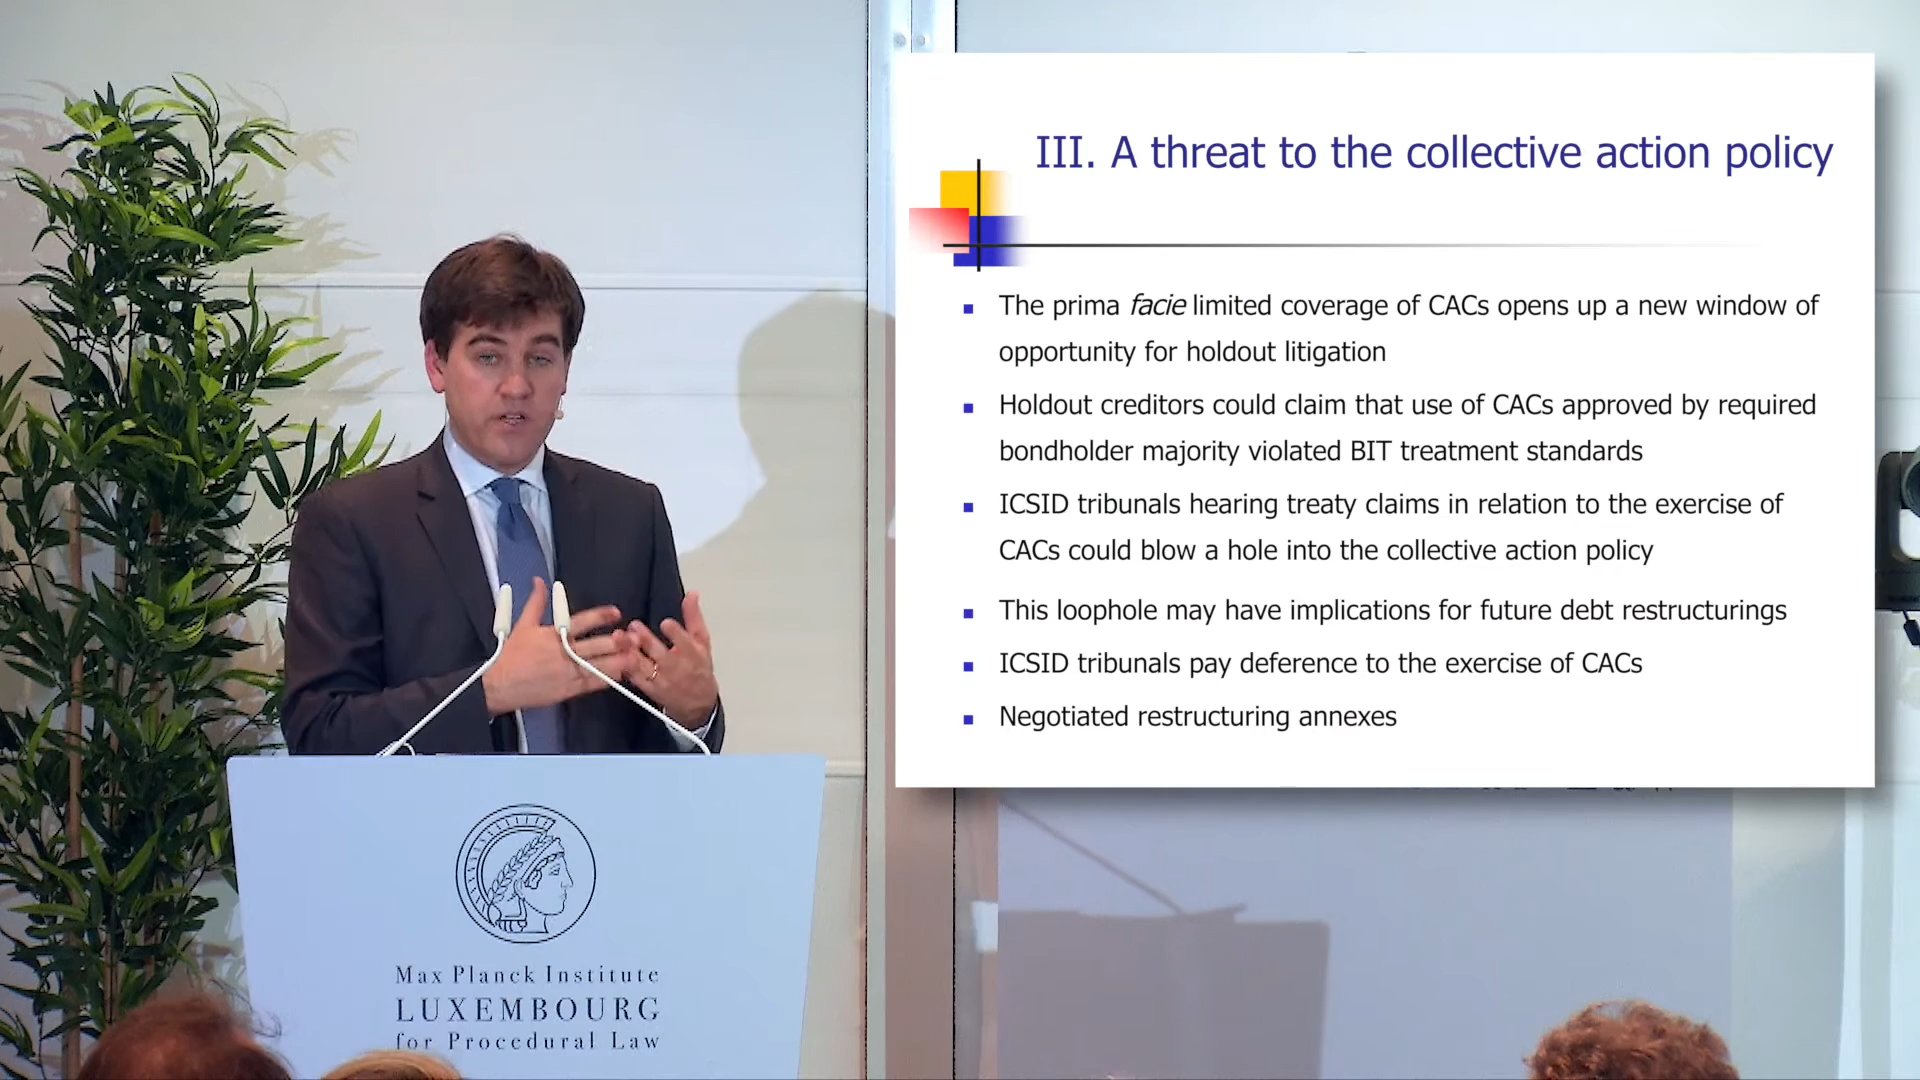 III. A threat to the collective action policy
The prima facie limited coverage of CACs opens up a new window of
opportunity for holdout litigation
Holdout creditors could claim that use of CACs approved by required
bondholder majority violated BIT treatment standards
ICSID tribunals hearing treaty claims in relation to the exercise of
CACs could blow a hole into the collective action policy
This loophole may have implications for future debt restructurings
ICSID tribunals pay deference to the exercise of CACs
Negotiated restructuring annexes
Max Planck Institute
LUXEMBOURG
for Procedural Law